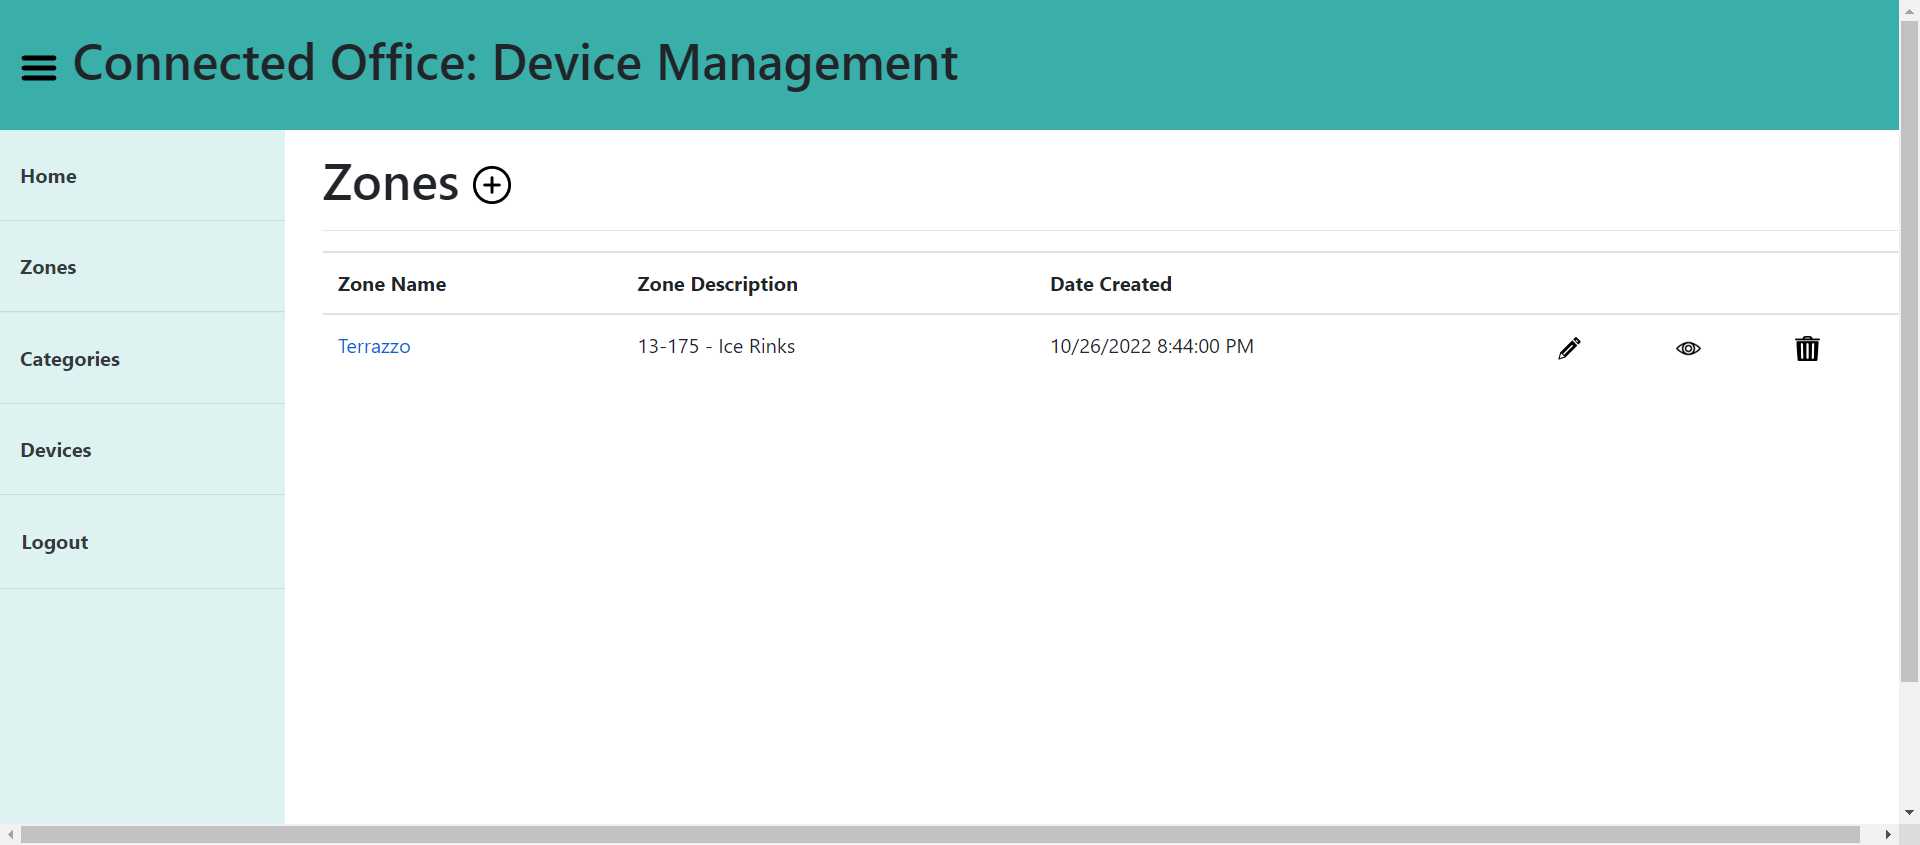 Connected Office: Device Management
Home
Zones
Categories
Devices
Logout
Zones
Zone Name Zone Description Date Created
Terrazzo 13-175 - Ice Rinks 10/26/2022 8:44:00 PM